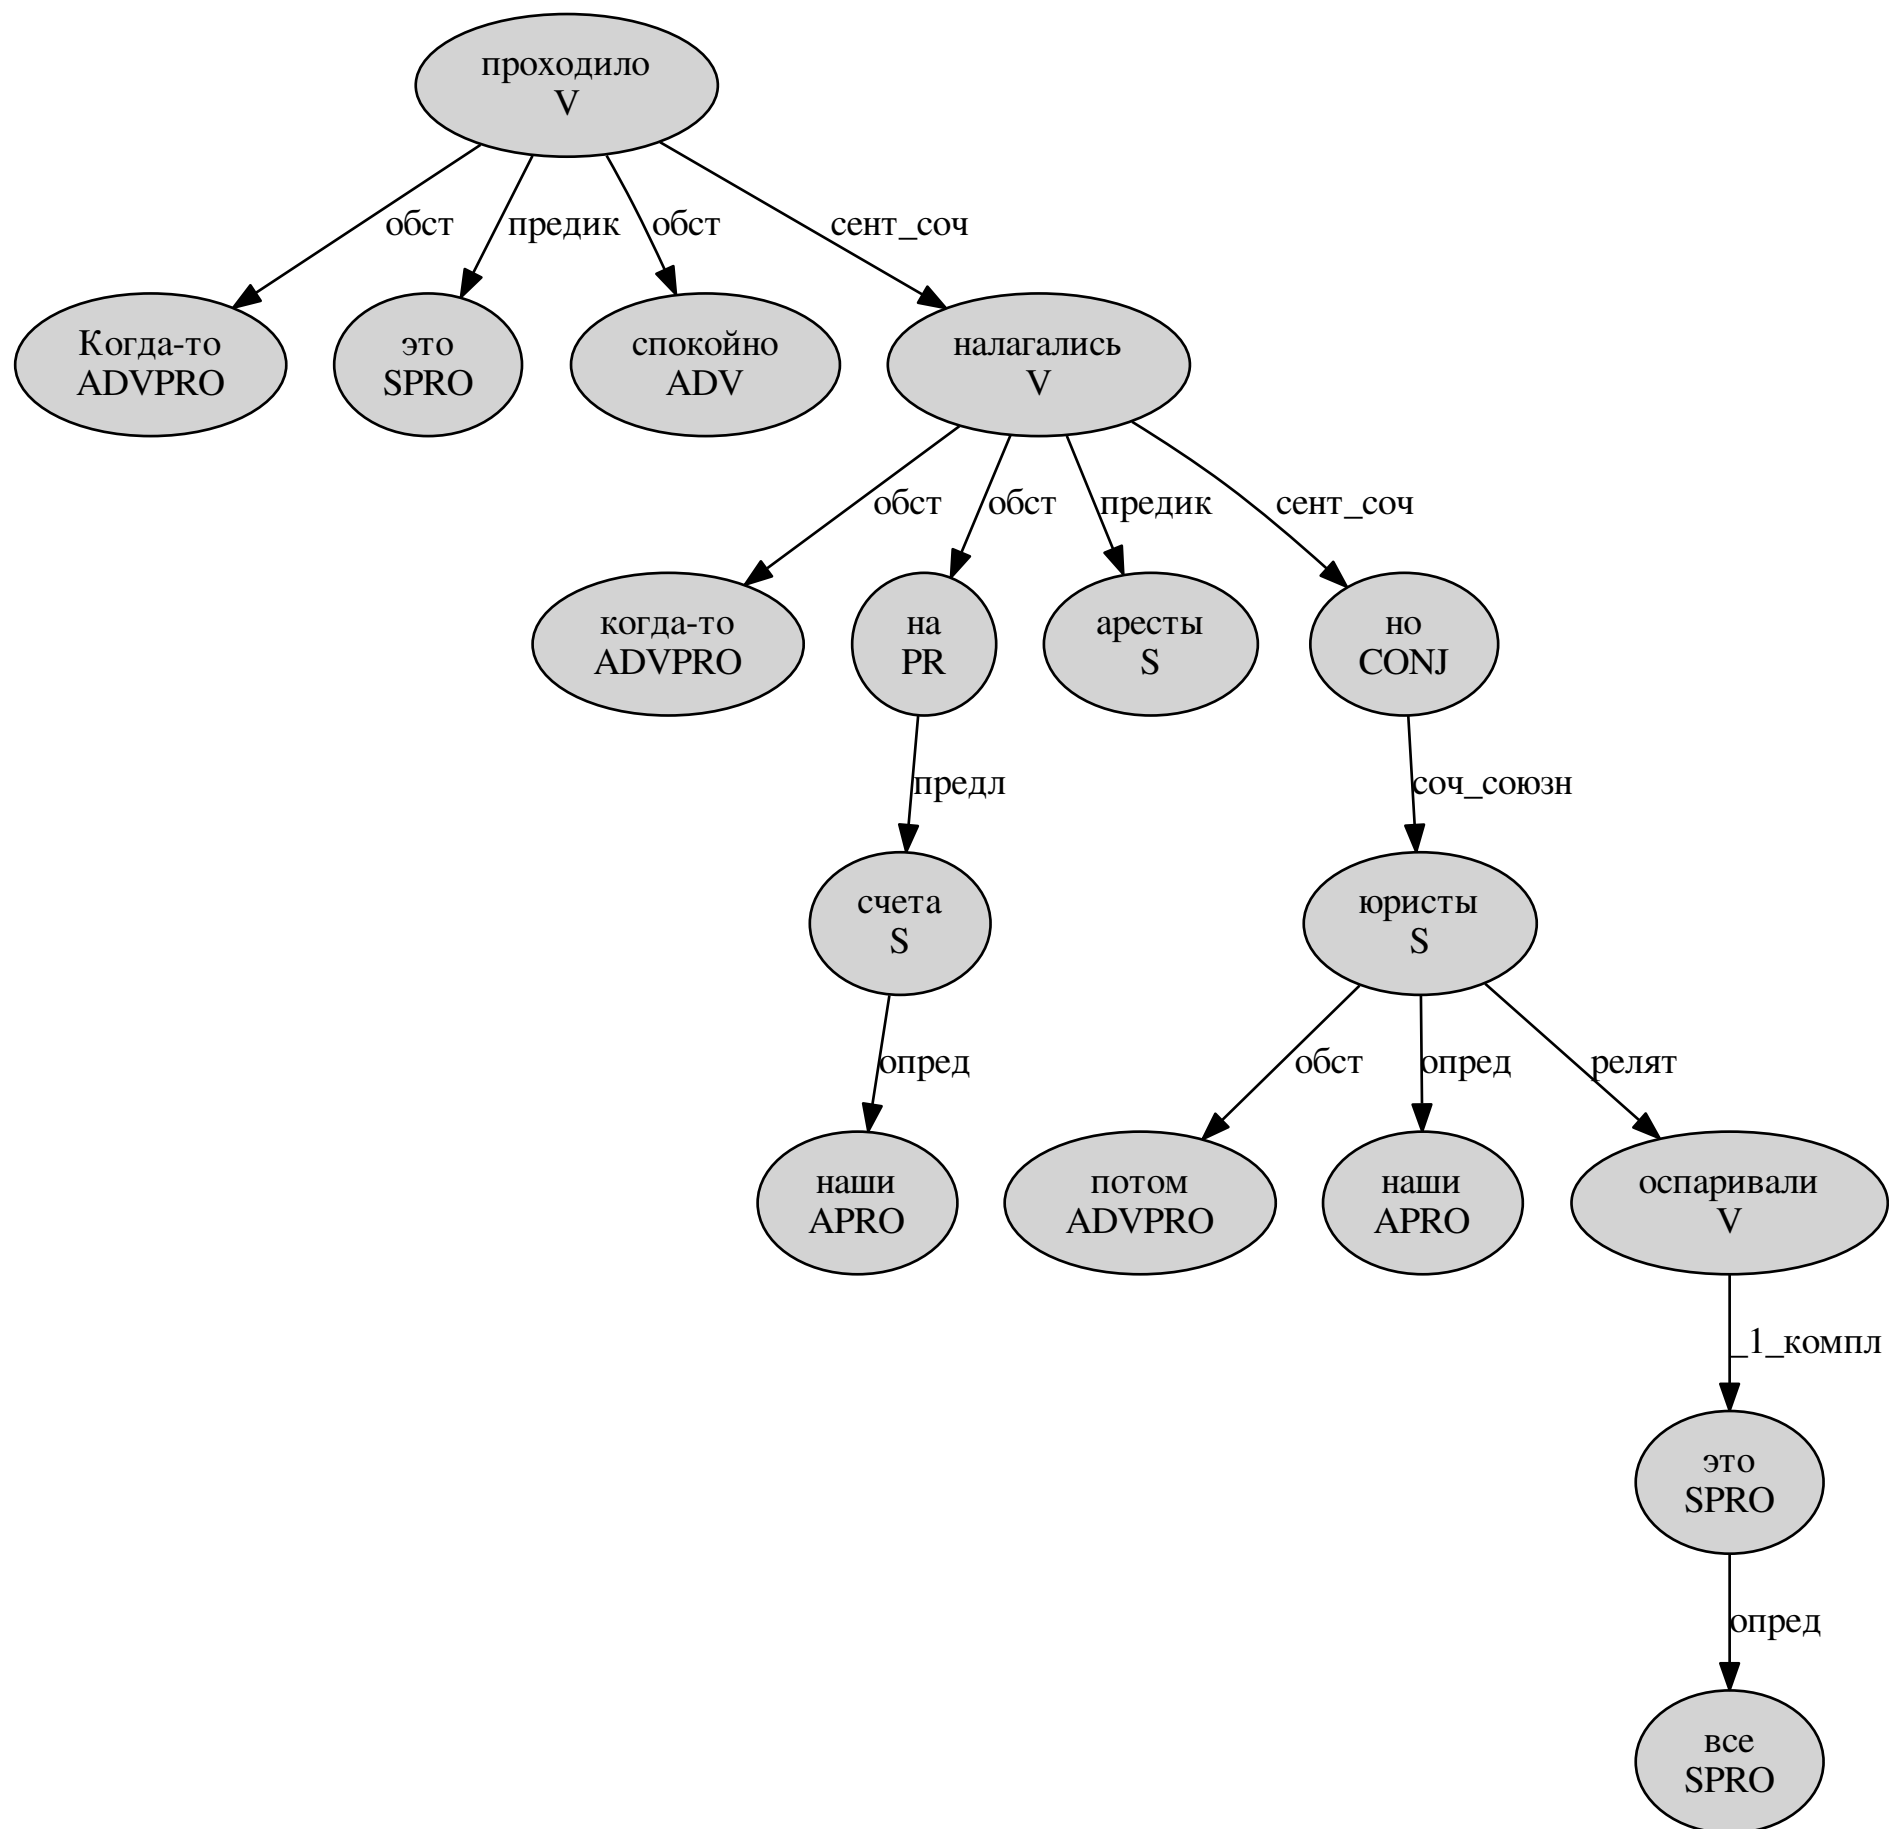 проходило
V
обст
предик
обст
сент_соч
Когда-то
ADVPRO
это
SPRO
спокойно
ADV
налагались
V
обст
обст
предик
сент_соч
когда-то
ADVPRO
на
PR
аресты
S
но
CONJ
предл
соч_союзн
счета
S
юристы
S
опред
обст
опред
релят
наши
APRO
потом
ADVPRO
наши
APRO
оспаривали
V
_1_компл
это
SPRO
опред
все
SPRO